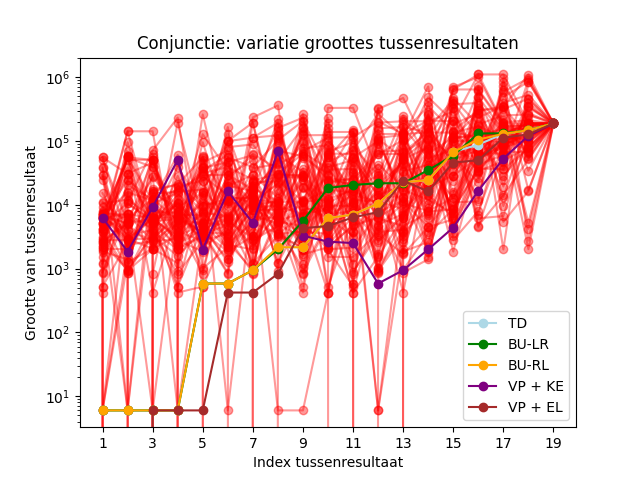 Conjunctie: variatie groottes tussenresultaten
Grootte van tussenresultaat
10^6
10^5
10^4
10^3
10^2
10^1
TD
BU-LR
BU-RL
VP + KE
VP + EL
1 3 5 7 9 11 13 15 17 19
Index tussenresultaat